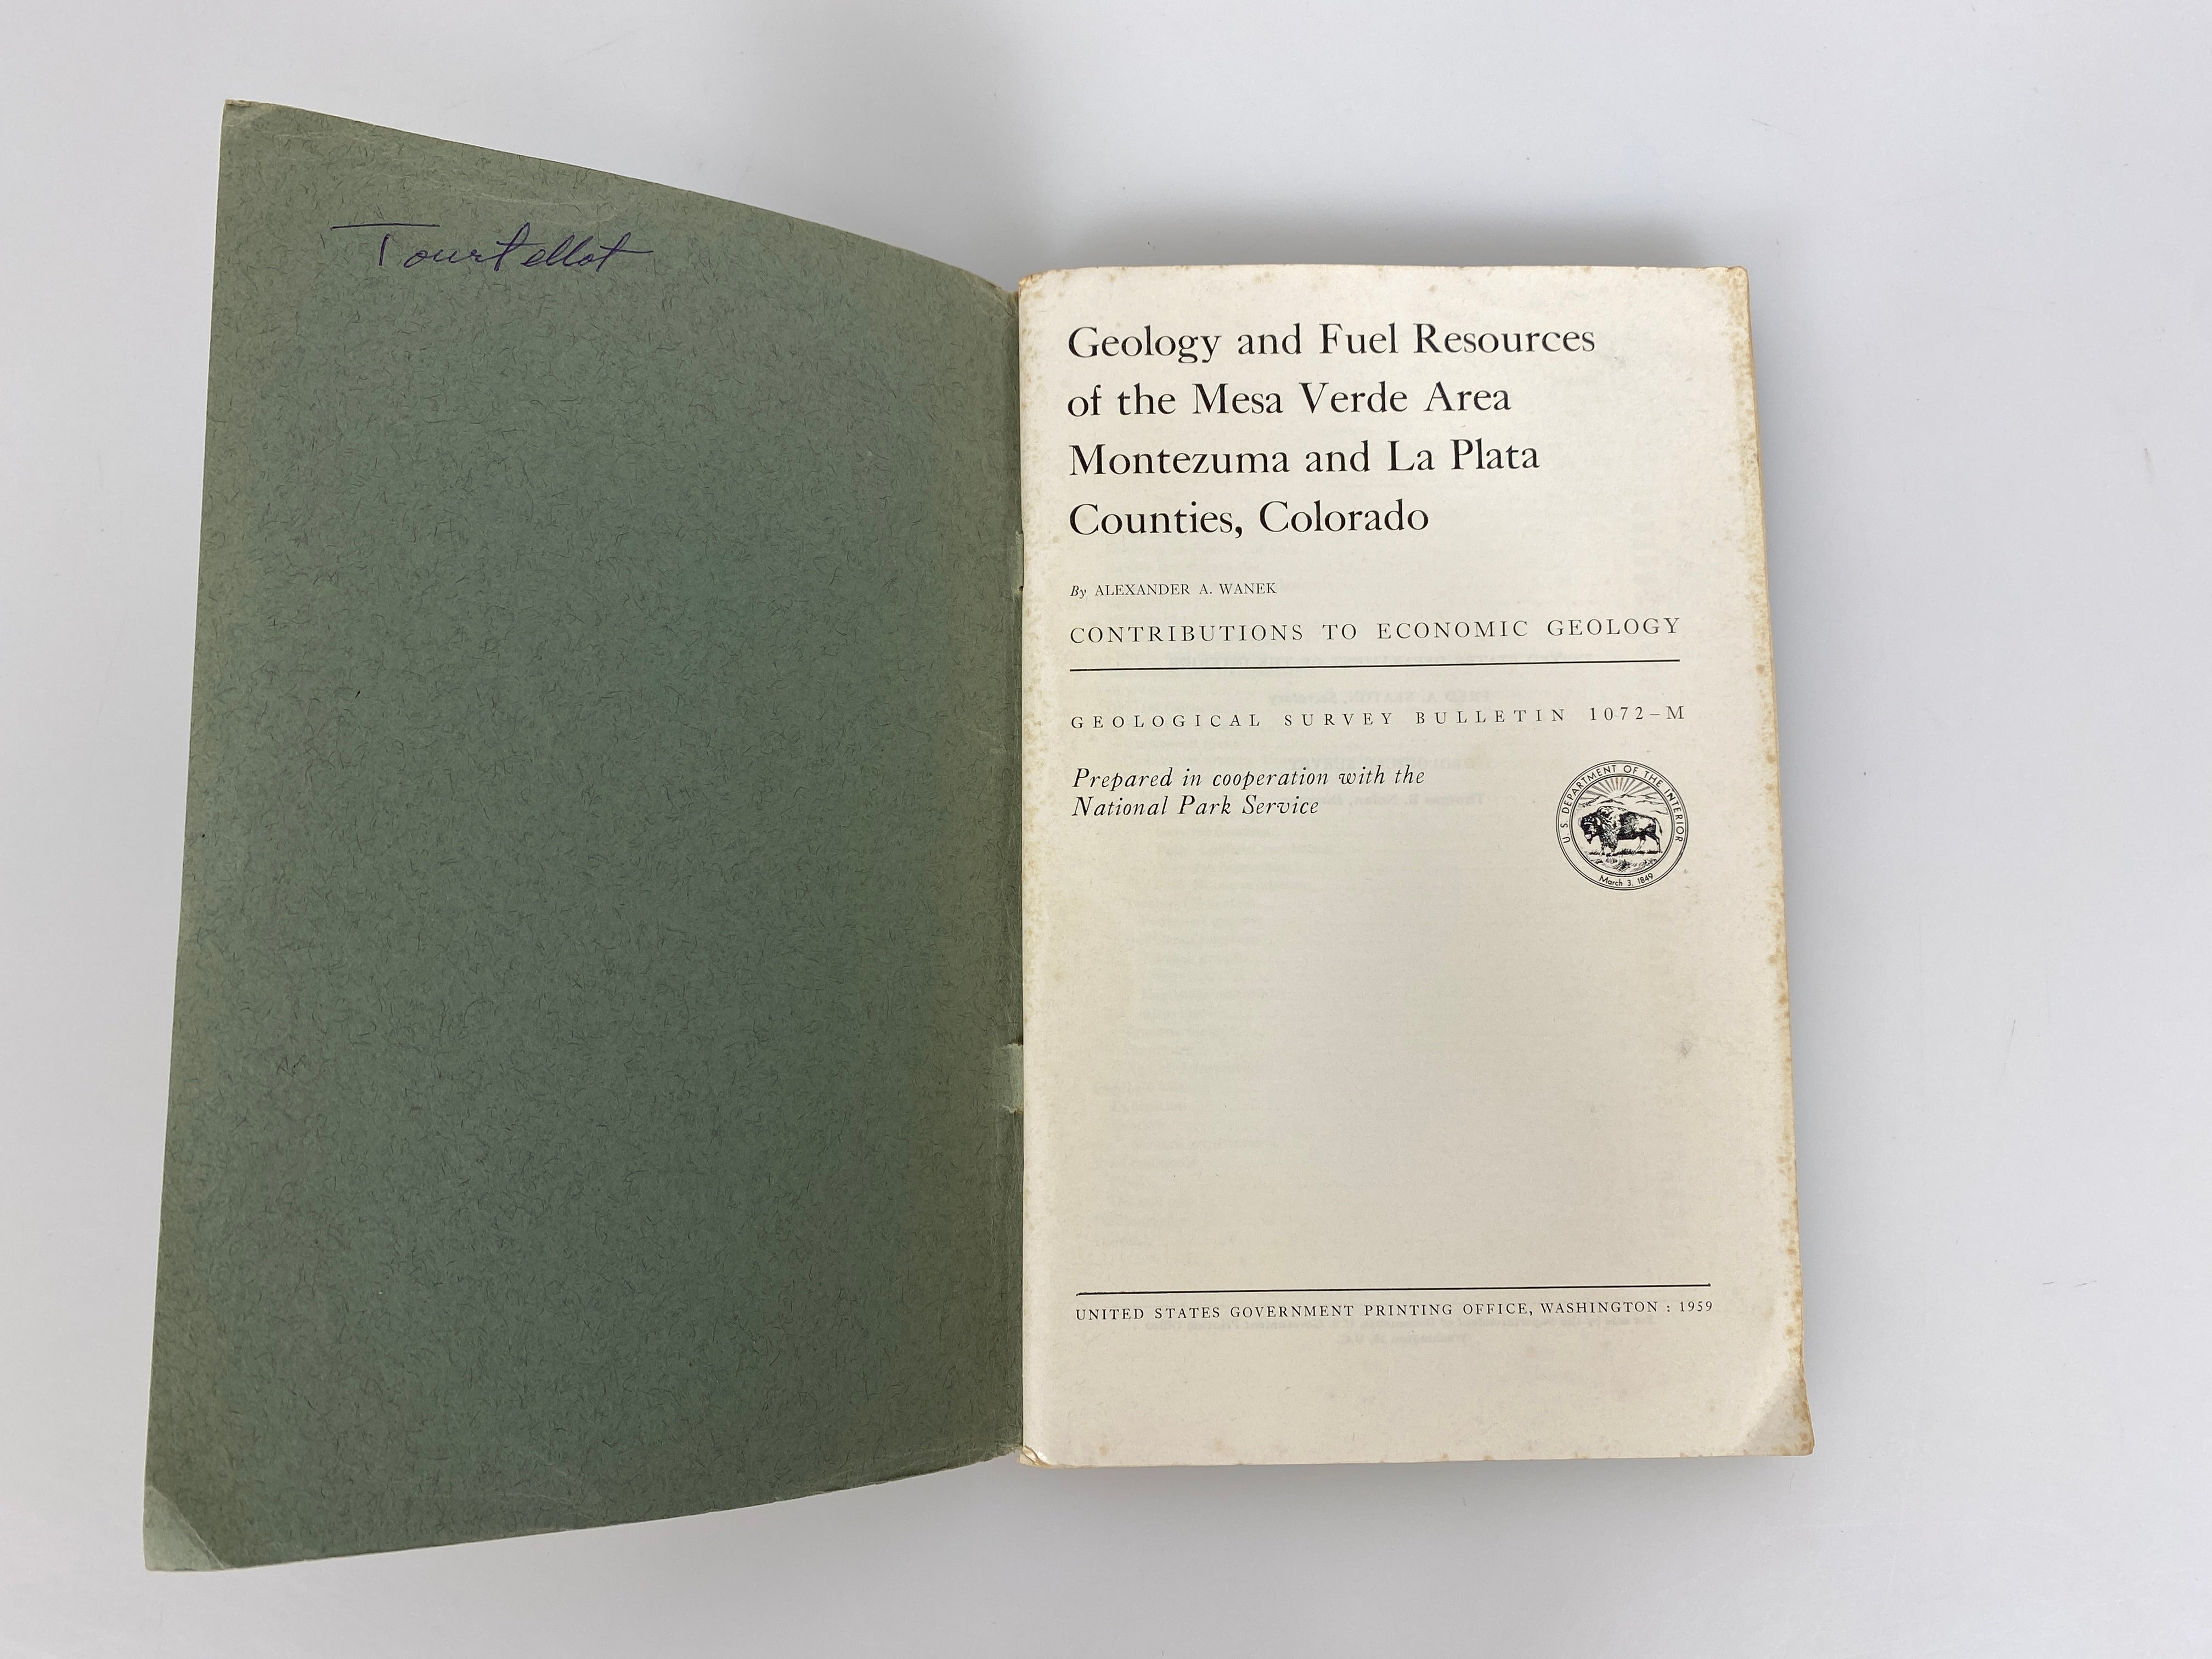 Tourtellot
Geology and Fuel Resources
of the Mesa Verde Area
Montezuma and La Plata
Counties, Colorado
By ALEXANDER A. WANEK
CONTRIBUTIONS TO ECONOMIC GEOLOGY
GEOLOGICAL SURVEY BULLETIN 1072-M
Prepared in cooperation with the
National Park Service
U. S. DEPARTMENT OF THE INTERIOR
March 3, 1849
UNITED STATES GOVERNMENT PRINTING OFFICE, WASHINGTON : 1959